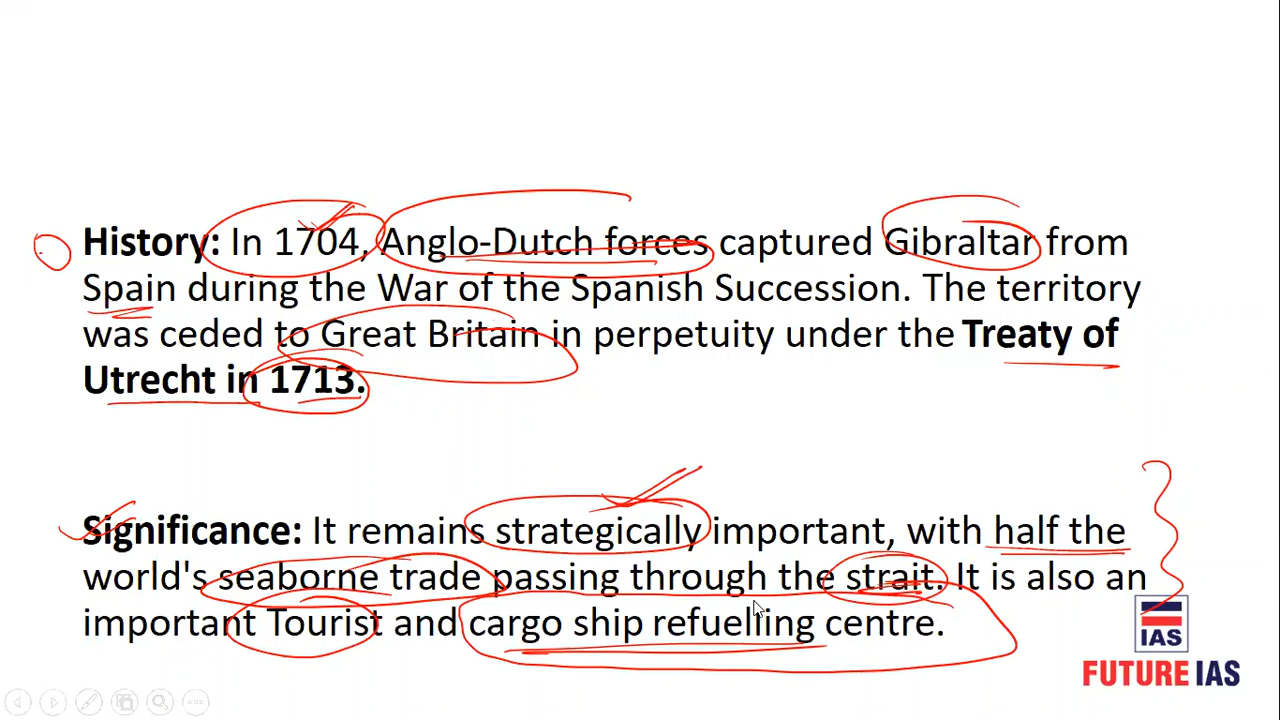 History: In 1704, Anglo-Dutch forces captured Gibraltar from
Spain during the War of the Spanish Succession. The territory
was ceded to Great Britain in perpetuity under the Treaty of
Utrecht in 1713.
Significance: It remains strategically important, with half the
world's seaborne trade passing through the strait. It is also an
important Tourist and cargo ship refuelling centre.
IAS
FUTURE IAS